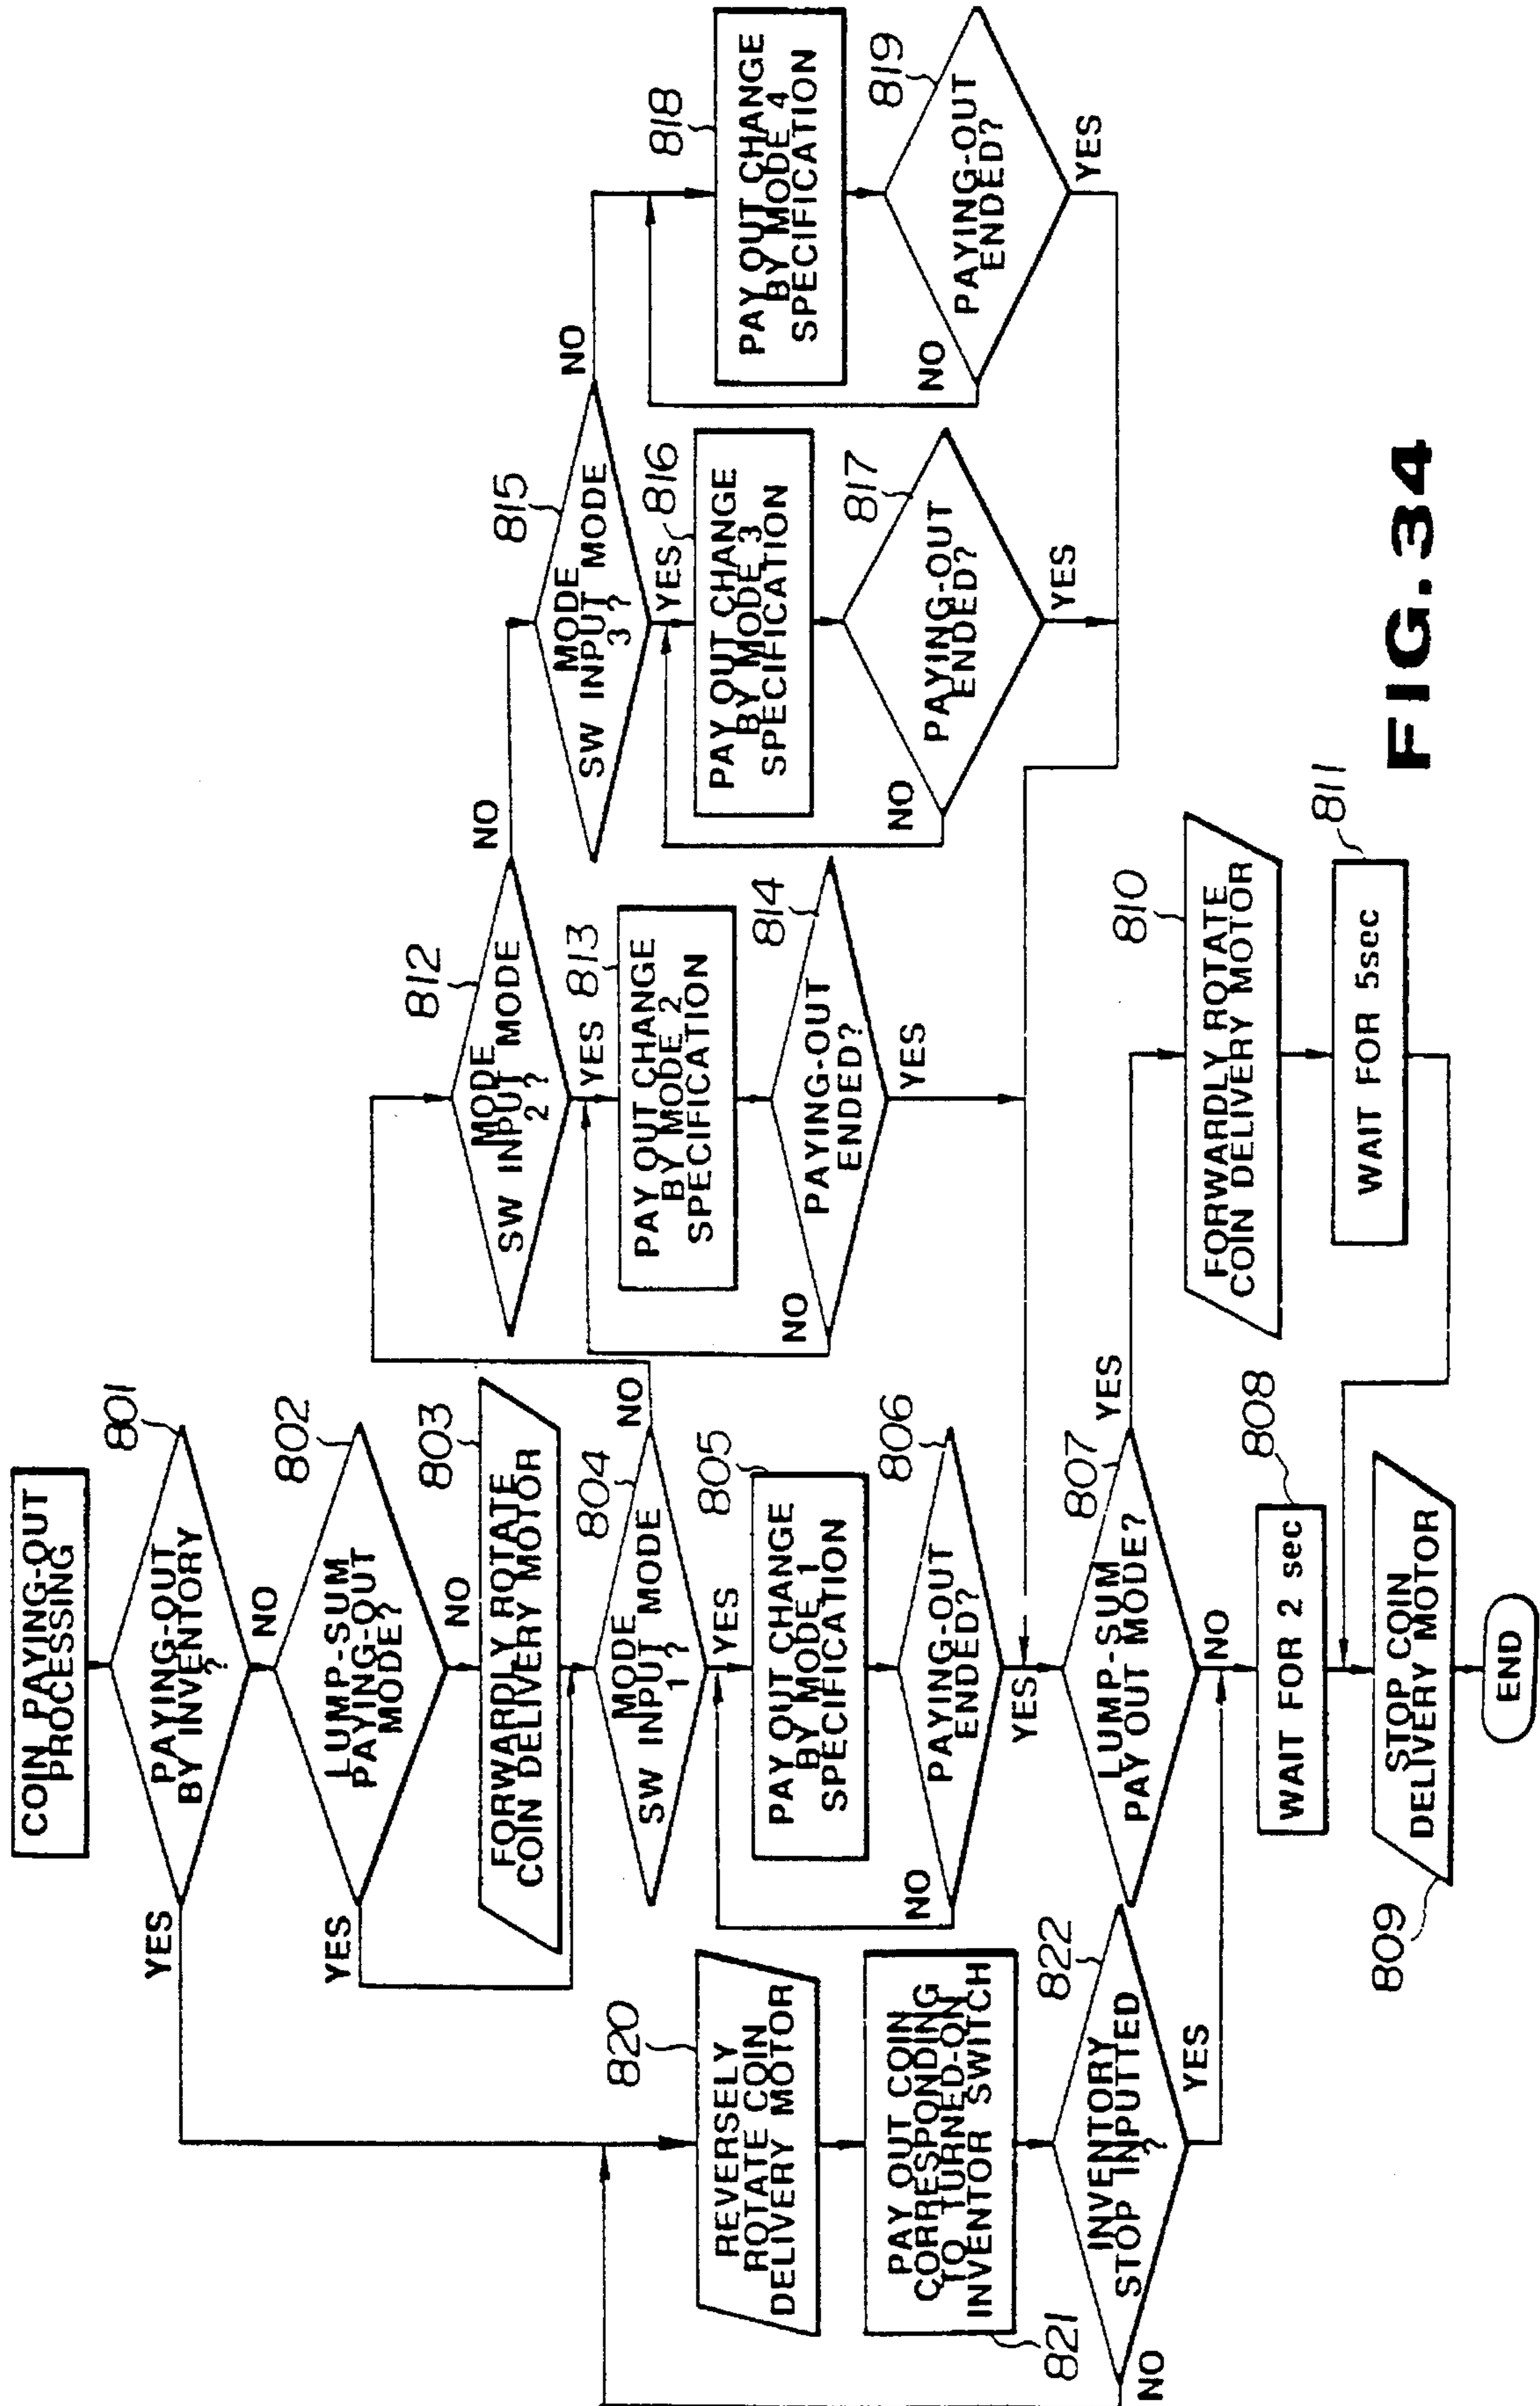 COIN PAYING-OUT
PROCESSING
801
PAYING-OUT
BY INVENTORY
?
YES
NO
802
LUMP-SUM
PAYING-OUT
MODE?
YES
NO
803
FORWARDLY ROTATE
COIN DELIVERY MOTOR
804
MODE
SW INPUT MODE
1 ?
NO
YES
805
PAY OUT CHANGE
BY MODE 1
SPECIFICATION
806
PAYING-OUT
ENDED?
NO
YES
807
LUMP-SUM
PAY OUT MODE?
YES
NO
808
WAIT FOR 2 sec
STOP COIN
DELIVERY MOTOR
809
END
810
FORWARDLY ROTATE
COIN DELIVERY MOTOR
811
WAIT FOR 5sec
812
MODE
SW INPUT MODE
2 ?
NO
YES
813
PAY OUT CHANGE
BY MODE 2
SPECIFICATION
814
PAYING-OUT
ENDED?
NO
YES
815
MODE
SW INPUT MODE
3 ?
NO
YES
816
PAY OUT CHANGE
BY MODE 3
SPECIFICATION
817
PAYING-OUT
ENDED?
NO
YES
818
PAY OUT CHANGE
BY MODE 4
SPECIFICATION
819
PAYING-OUT
ENDED?
NO
YES
820
REVERSELY
ROTATE COIN
DELIVERY MOTOR
PAY OUT COIN
CORRESPONDING
TO TURNED-ON
INVENTOR SWITCH
821
822
INVENTORY
STOP INPUTTED
?
NO
YES
FIG.34